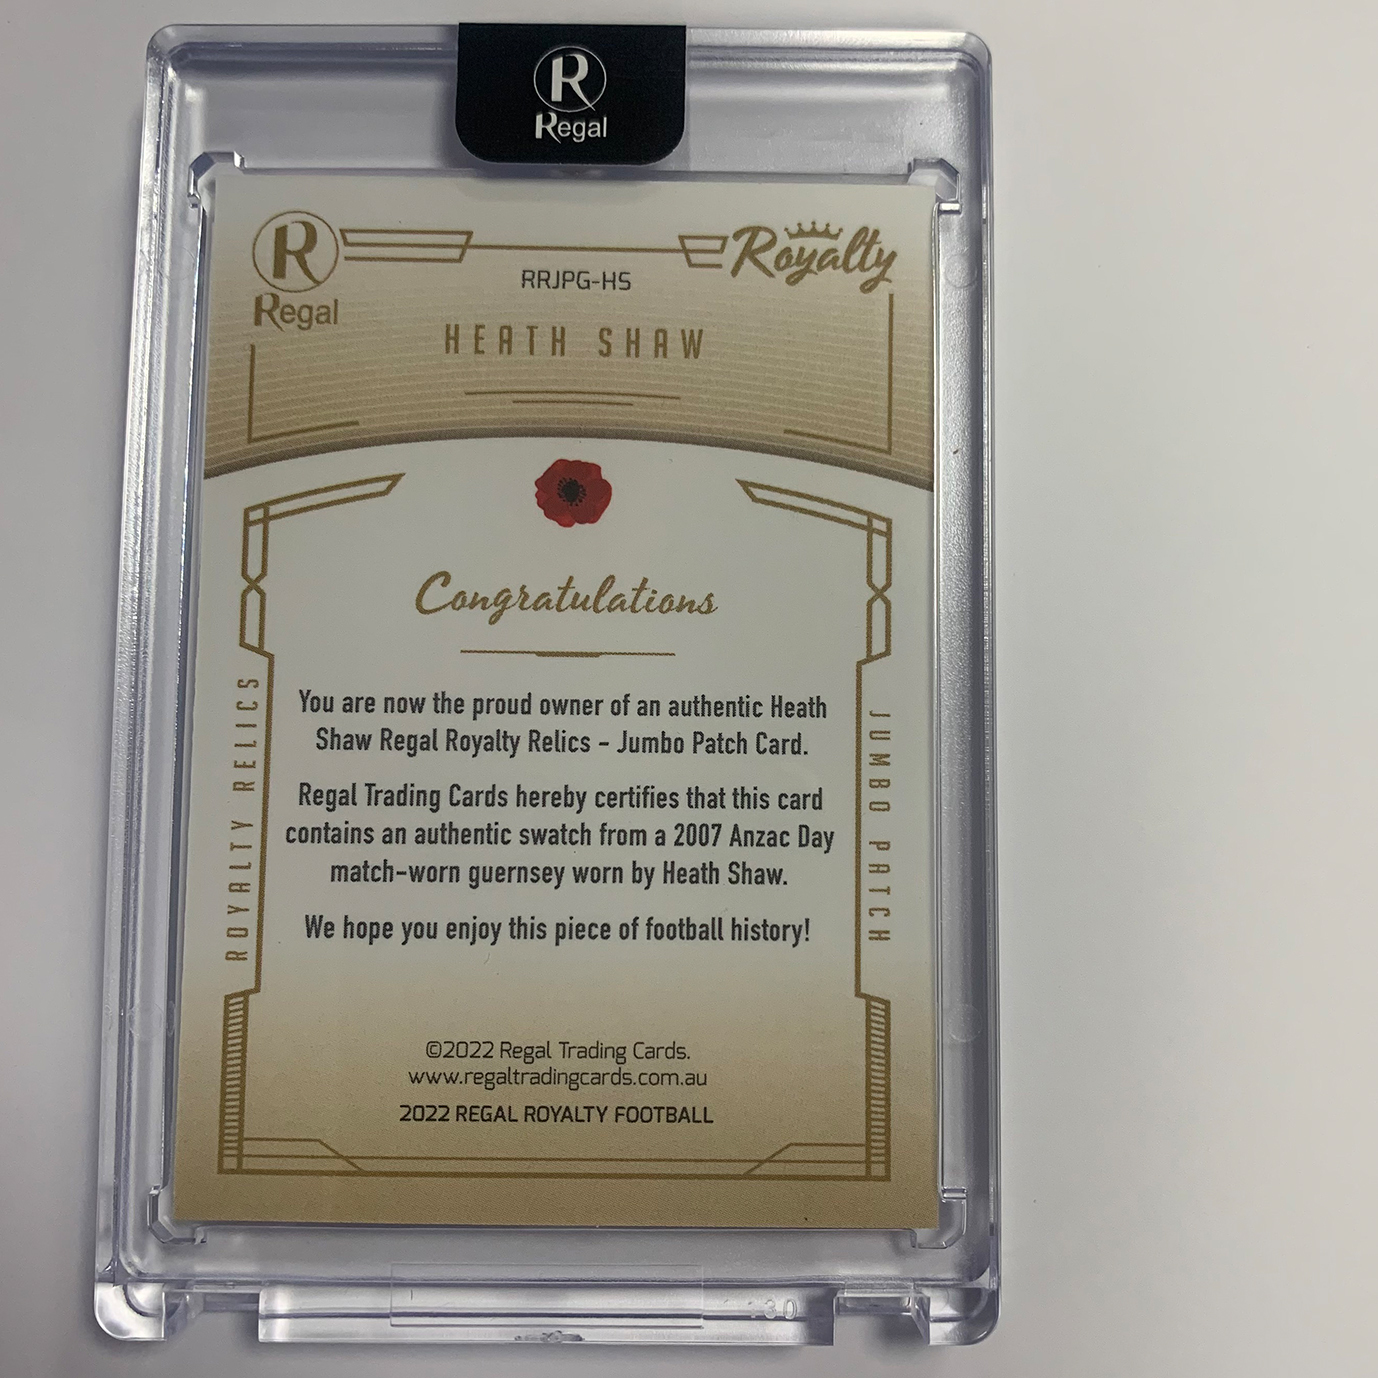 R
Regal
R
Regal
Royalty
RRJPG-HS
HEATH SHAW
Congratulations
You are now the proud owner of an authentic Heath
Shaw Regal Royalty Relics - Jumbo Patch Card.
Regal Trading Cards hereby certifies that this card
contains an authentic swatch from a 2007 Anzac Day
match-worn guernsey worn by Heath Shaw.
We hope you enjoy this piece of football history!
ROYALTY RELICS
JUMBO PATCH
©2022 Regal Trading Cards.
www.regaltradingcards.com.au
2022 REGAL ROYALTY FOOTBALL